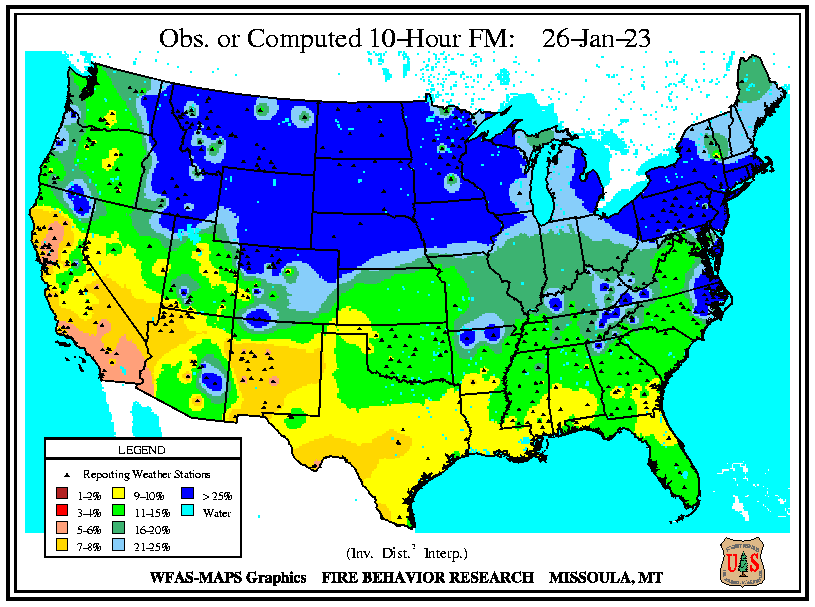 Obs. or Computed 10-Hour FM: 26-Jan-23
LEGEND
Reporting Weather Stations
1-2% 9-10% > 25%
3-4% 11-15% Water
5-6% 16-20%
7-8% 21-25%
(Inv. Dist.² Interp.)
WFAS-MAPS Graphics FIRE BEHAVIOR RESEARCH MISSOULA, MT
U S